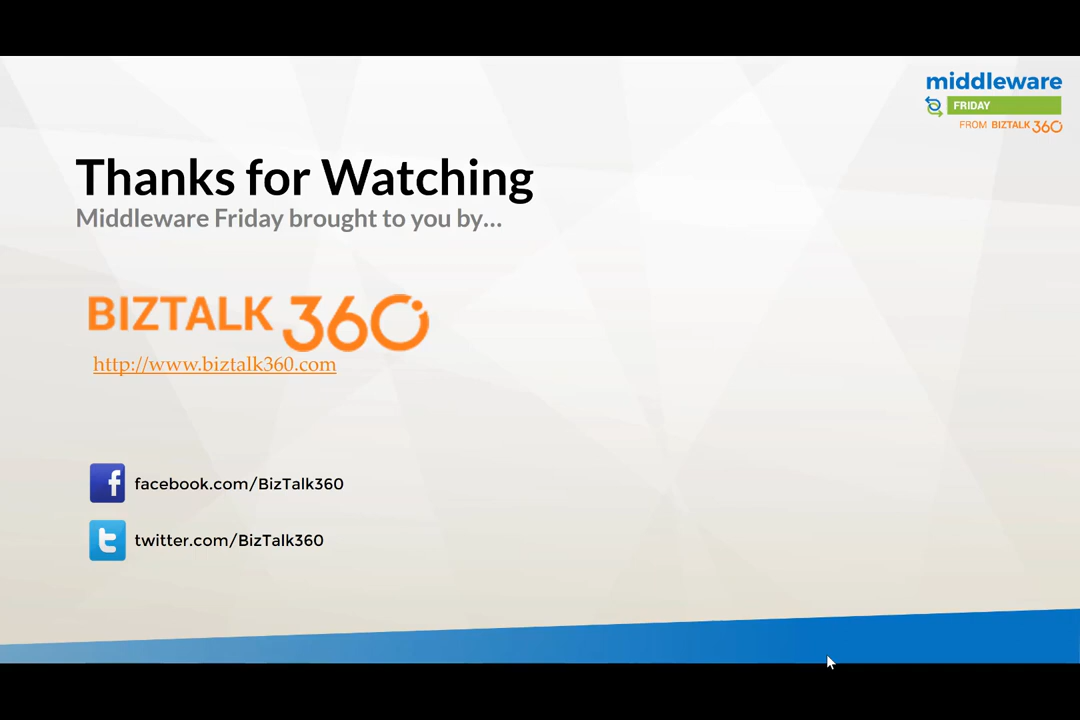 middleware
FRIDAY
FROM BIZTALK 360
Thanks for Watching
Middleware Friday brought to you by...
BIZTALK 360
http://www.biztalk360.com
facebook.com/BizTalk360
twitter.com/BizTalk360